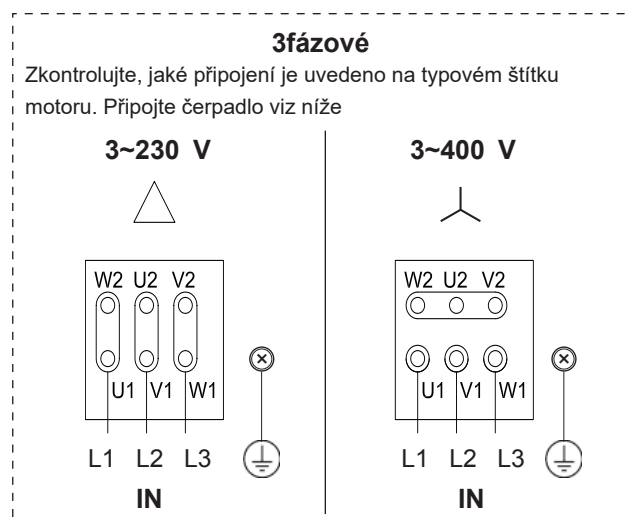 3fázové
Zkontrolujte, jaké připojení je uvedeno na typovém štítku
motoru. Připojte čerpadlo viz níže
3~230 V
W2 U2 V2
U1 V1 W1
L1 L2 L3
IN
3~400 V
W2 U2 V2
U1 V1 W1
L1 L2 L3
IN